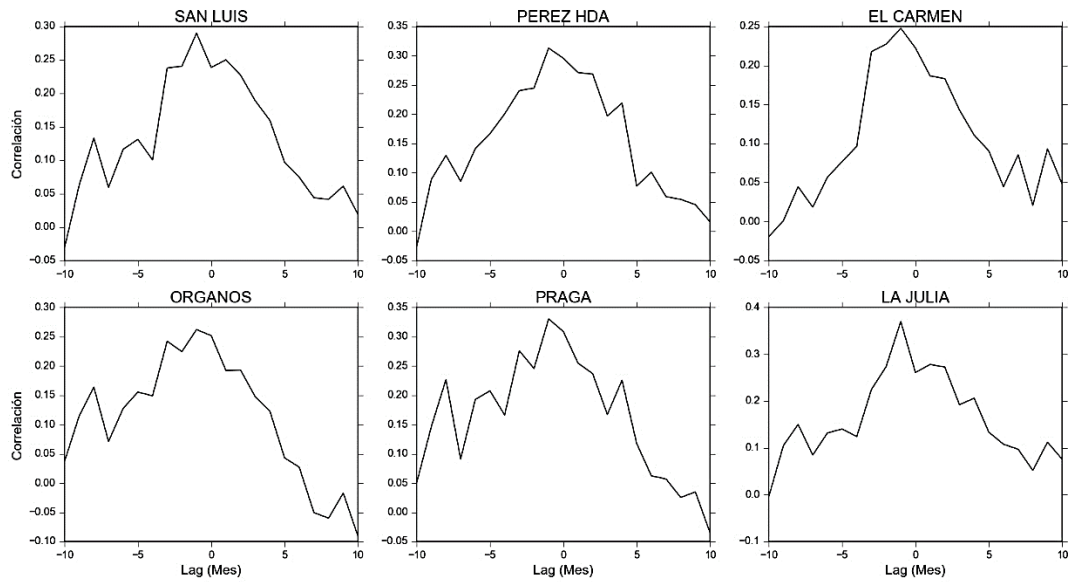 SAN LUIS
0.30
0.25
0.20
0.15
0.10
0.05
0.00
−0.05
−10 −5 0 5 10
Correlación
PEREZ HDA
0.35
0.30
0.25
0.20
0.15
0.10
0.05
0.00
−0.05
−10 −5 0 5 10
EL CARMEN
0.25
0.20
0.15
0.10
0.05
0.00
−0.05
−10 −5 0 5 10
ORGANOS
0.30
0.25
0.20
0.15
0.10
0.05
0.00
−0.05
−0.10
−10 −5 0 5 10
Correlación
Lag (Mes)
PRAGA
0.35
0.30
0.25
0.20
0.15
0.10
0.05
0.00
−0.05
−10 −5 0 5 10
Lag (Mes)
LA JULIA
0.4
0.3
0.2
0.1
0.0
−0.1
−10 −5 0 5 10
Lag (Mes)